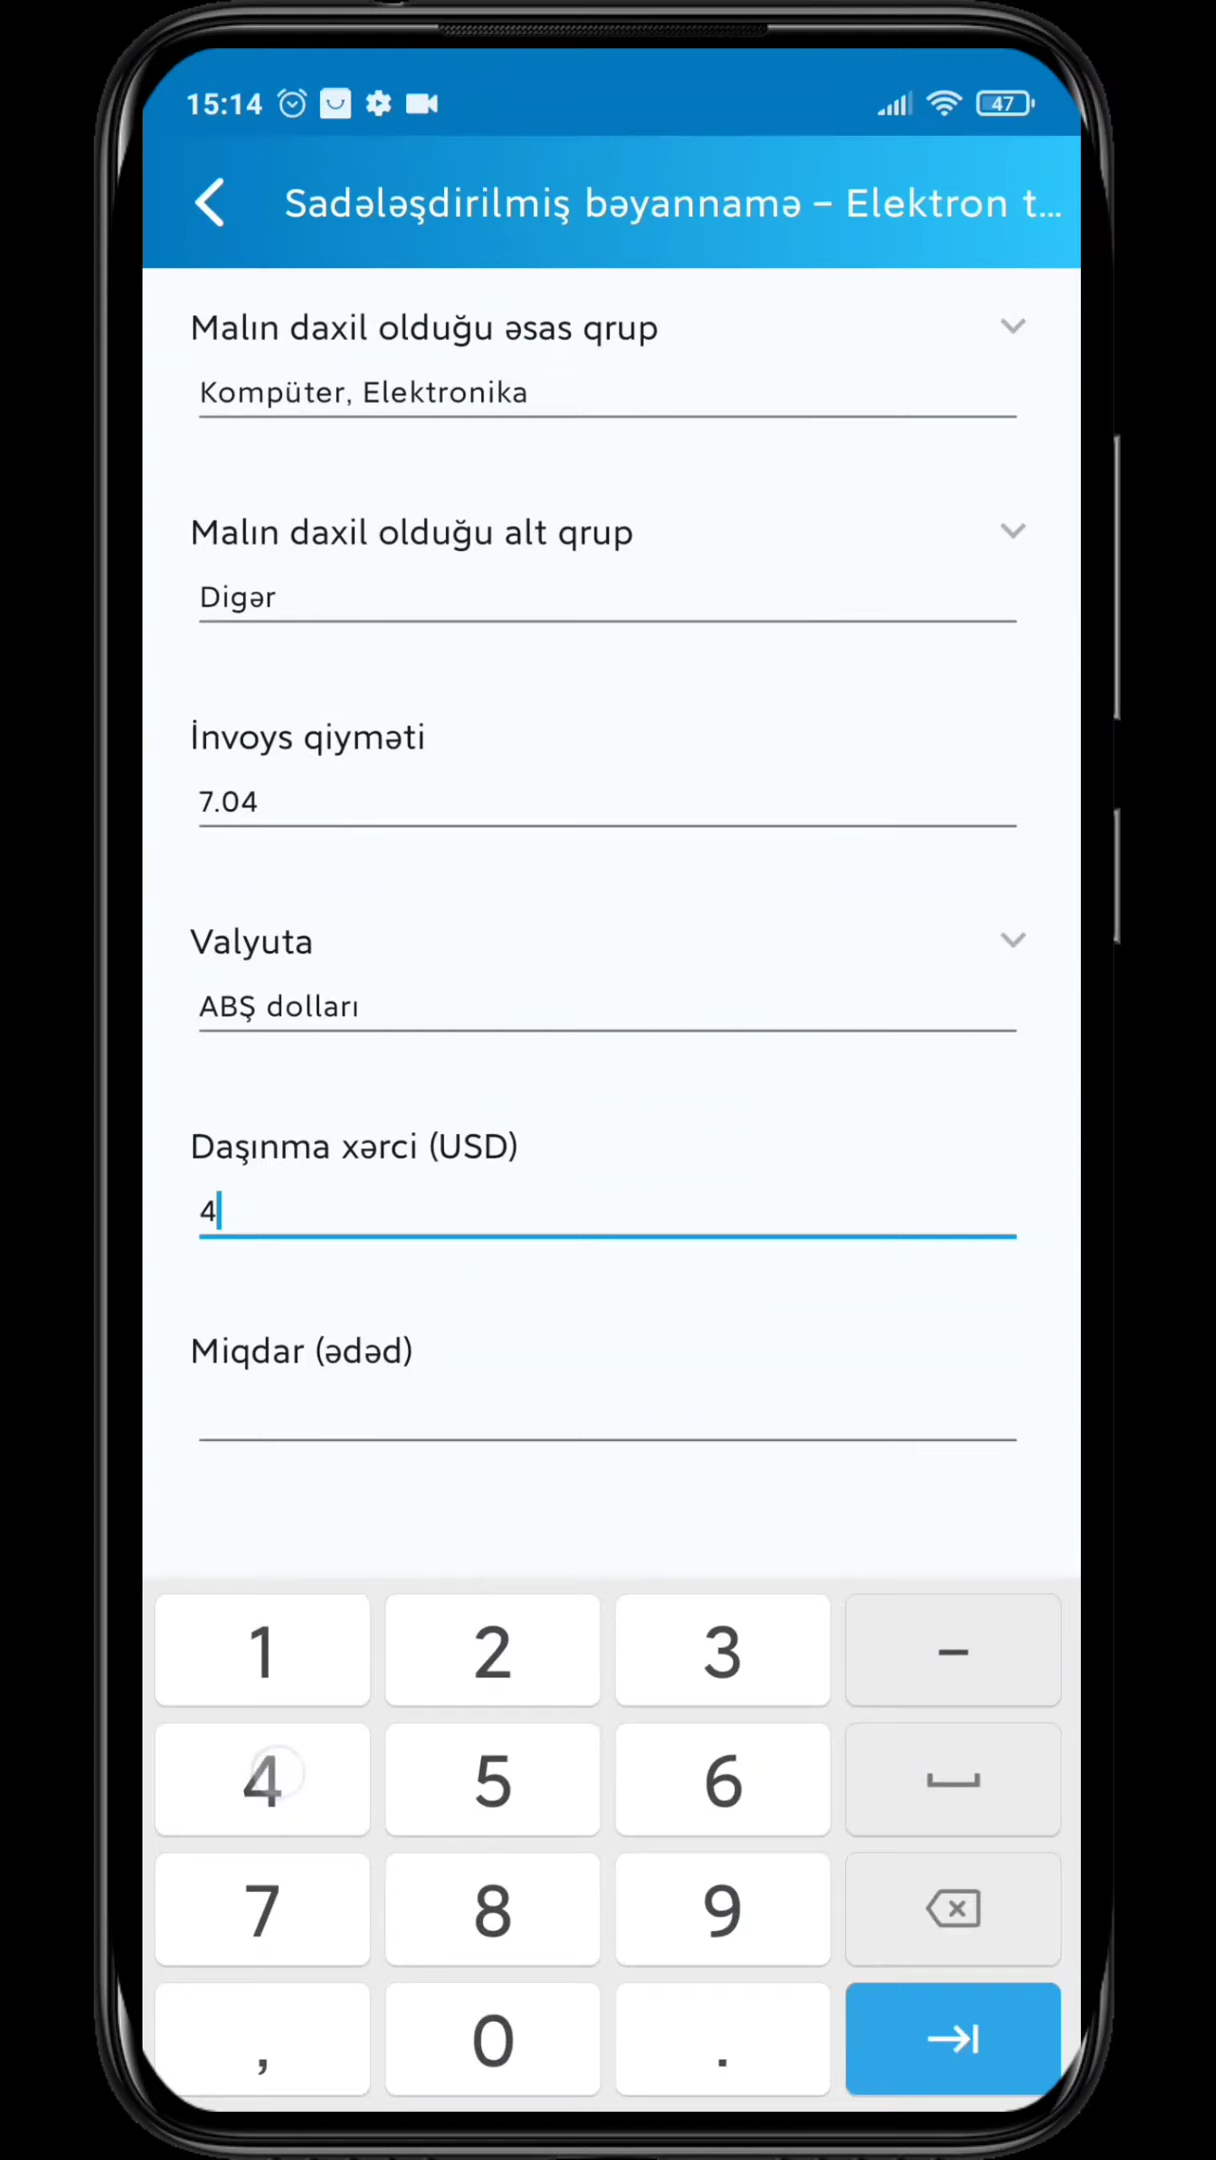 15:14
47
Sadələşdirilmiş bəyannamə – Elektron t...
Malın daxil olduğu əsas qrup
Kompüter, Elektronika
Malın daxil olduğu alt qrup
Digər
İnvoys qiyməti
7.04
Valyuta
ABŞ dolları
Daşınma xərci (USD)
4
Miqdar (ədəd)
1 2 3 –
4 5 6
7 8 9
, 0 .